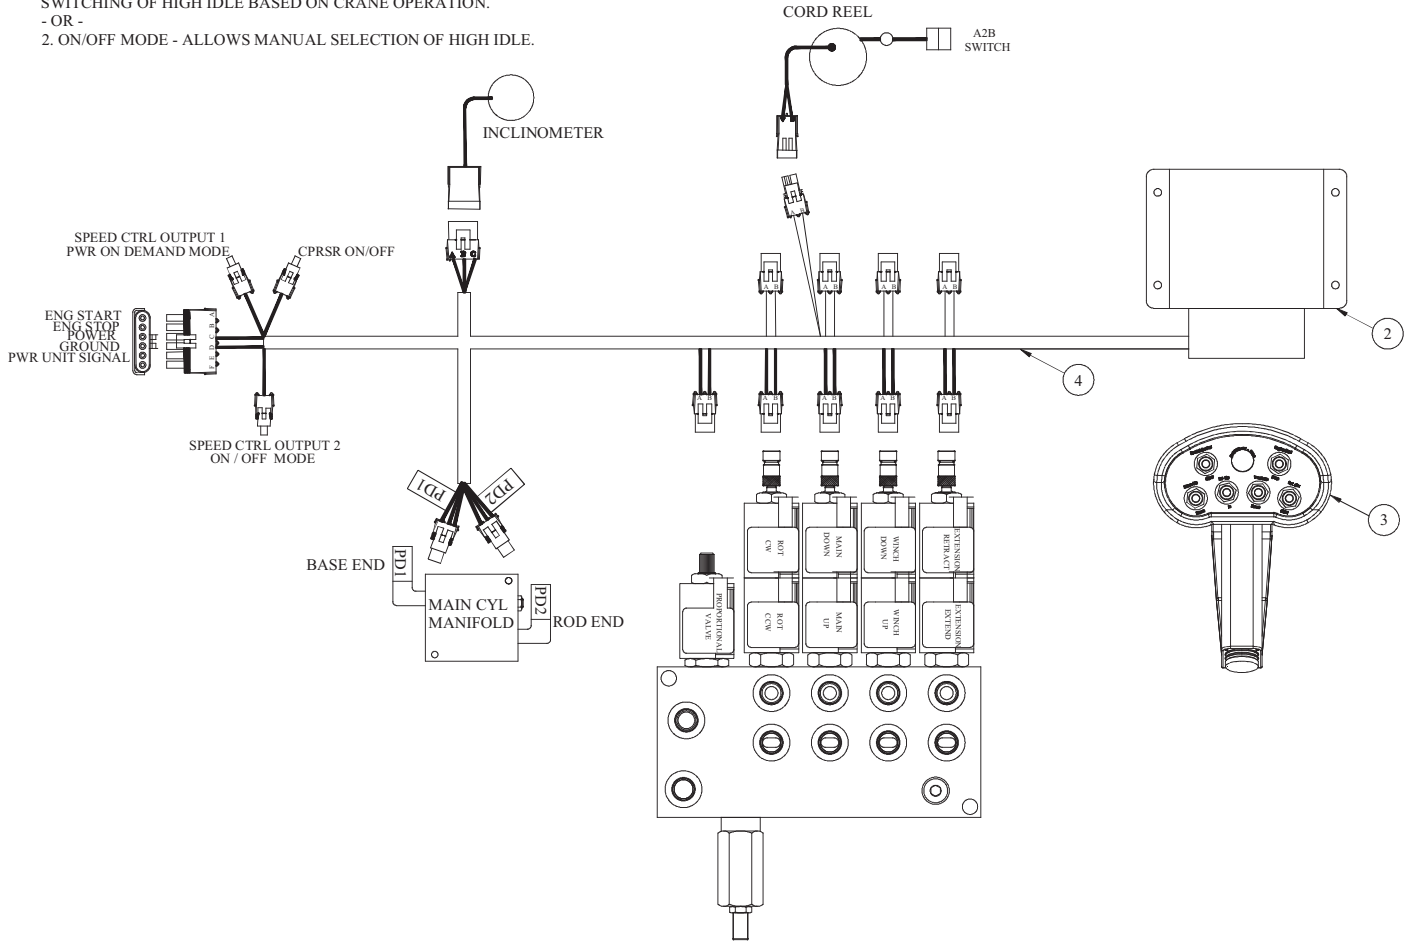 SWITCHING OF HIGH IDLE BASED ON CRANE OPERATION.
- OR -
2. ON/OFF MODE - ALLOWS MANUAL SELECTION OF HIGH IDLE.
CORD REEL
A2B
SWITCH
INCLINOMETER
SPEED CTRL OUTPUT 1
PWR ON DEMAND MODE
CPRSR ON/OFF
A B C
ENG START
ENG STOP
POWER
GROUND
PWR UNIT SIGNAL
A
B
C
D
E
F
A B
A B
A B
A B
A B
2
4
SPEED CTRL OUTPUT 2
ON / OFF MODE
A B
A B
A B
A B
A B
PD1
PD2
3
BASE END
PD1
MAIN CYL
MANIFOLD
PD2
ROD END
ROT
CW
MAIN
DOWN
WINCH
DOWN
EXTENSION
RETRACT
PROPORTIONAL
VALVE
ROT
CCW
MAIN
UP
WINCH
UP
EXTENSION
EXTEND